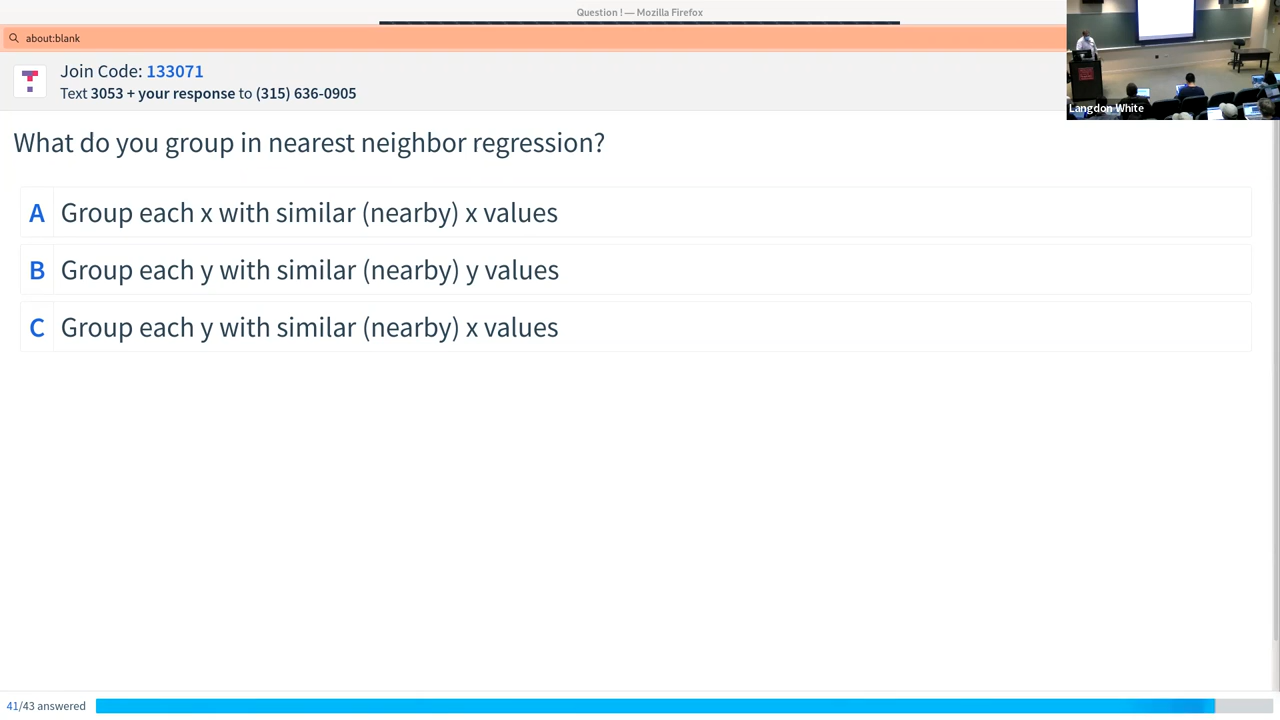 Question ! — Mozilla Firefox
about:blank
Join Code: 133071
Text 3053 + your response to (315) 636-0905
Langdon White
What do you group in nearest neighbor regression?
A Group each x with similar (nearby) x values
B Group each y with similar (nearby) y values
C Group each y with similar (nearby) x values
41/43 answered